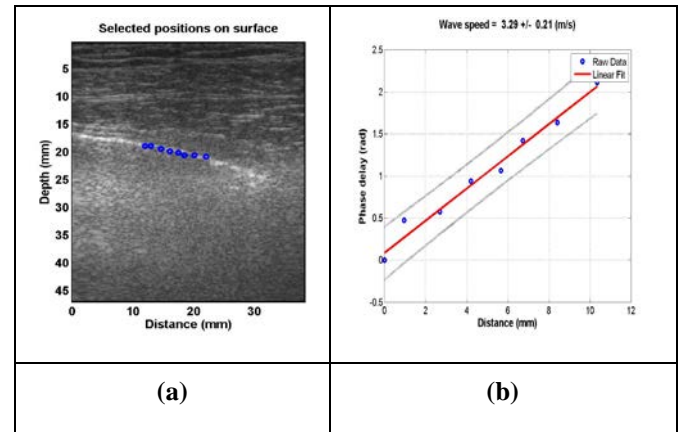 Selected positions on surface
5
10
15
20
25
30
35
40
45
Depth (mm)
0 10 20 30
Distance (mm)
(a)
Wave speed = 3.29 +/- 0.21 (m/s)
2.5
2
1.5
1
0.5
0
-0.5
Phase delay (rad)
0 2 4 6 8 10 12
Distance (mm)
Raw Data
Linear Fit
(b)